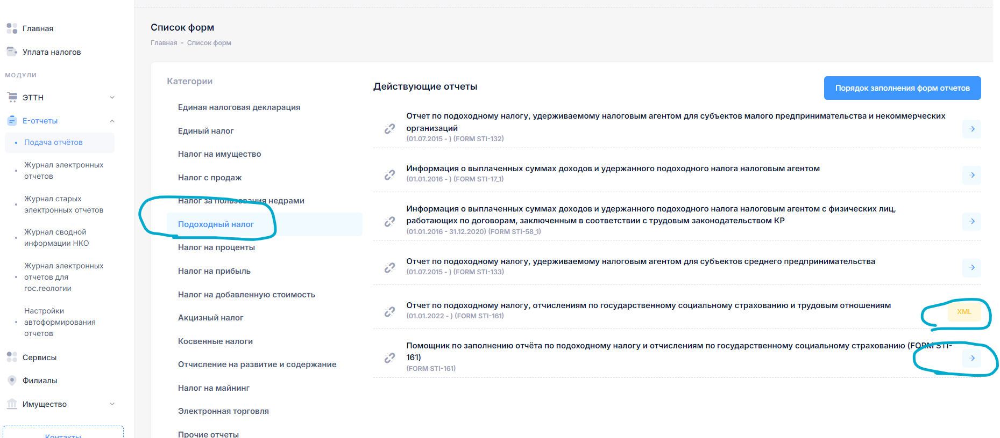 Главная
Уплата налогов
МОДУЛИ
ЭТТН
Е-отчеты
Подача отчётов
Журнал электронных
отчетов
Журнал старых
электронных отчетов
Журнал сводной
информации НКО
Журнал электронных
отчетов для
гос.геологии
Настройки
автоформирования
отчетов
Сервисы
Филиалы
Имущество
Контакты
Список форм
Главная - Список форм
Категории
Единая налоговая декларация
Единый налог
Налог на имущество
Налог с продаж
Налог за пользования недрами
Подоходный налог
Налог на проценты
Налог на прибыль
Налог на добавленную стоимость
Акцизный налог
Косвенные налоги
Отчисление на развитие и содержание
Налог на майнинг
Электронная торговля
Прочие отчеты
Действующие отчеты
Порядок заполнения форм отчетов
Отчет по подоходному налогу, удерживаемому налоговым агентом для субъектов малого предпринимательства и некоммерческих
организаций
(01.07.2015 - ) (FORM STI-132)
Информация о выплаченных суммах доходов и удержанного подоходного налога налоговым агентом
(01.01.2016 - ) (FORM STI-17_1)
Информация о выплаченных суммах доходов и удержанного подоходного налога налоговым агентом с физических лиц,
работающих по договорам, заключенным в соответствии с трудовым законодательством КР
(01.01.2016 - 31.12.2020) (FORM STI-58_1)
Отчет по подоходному налогу, удерживаемому налоговым агентом для субъектов среднего предпринимательства
(01.07.2015 - ) (FORM STI-133)
Отчет по подоходному налогу, отчислениям по государственному социальному страхованию и трудовым отношениям
(01.01.2022 - ) (FORM STI-161)
XML
Помощник по заполнению отчёта по подоходному налогу и отчислениям по государственному социальному страхованию (FORM STI-
161)
(FORM STI-161)